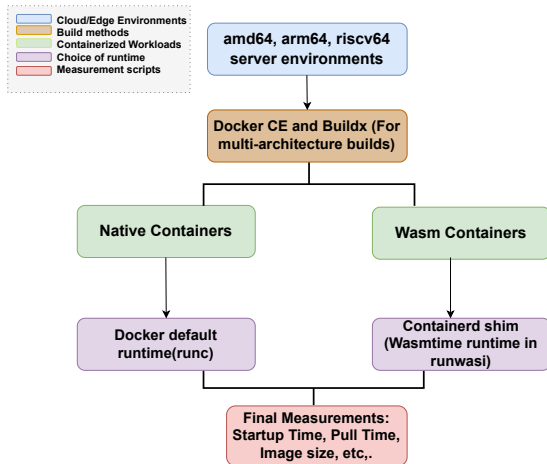 Cloud/Edge Environments
Build methods
Containerized Workloads
Choice of runtime
Measurement scripts
amd64, arm64, riscv64
server environments
Docker CE and Buildx (For
multi-architecture builds)
Native Containers
Wasm Containers
Docker default
runtime(runc)
Containerd shim
(Wasmtime runtime in
runwasi)
Final Measurements:
Startup Time, Pull Time,
Image size, etc,.